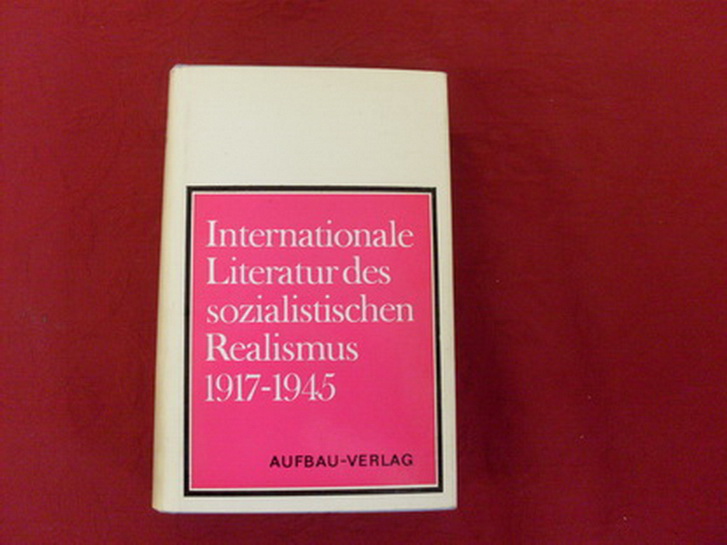 Internationale
Literatur des
sozialistischen
Realismus
1917-1945
AUFBAU-VERLAG